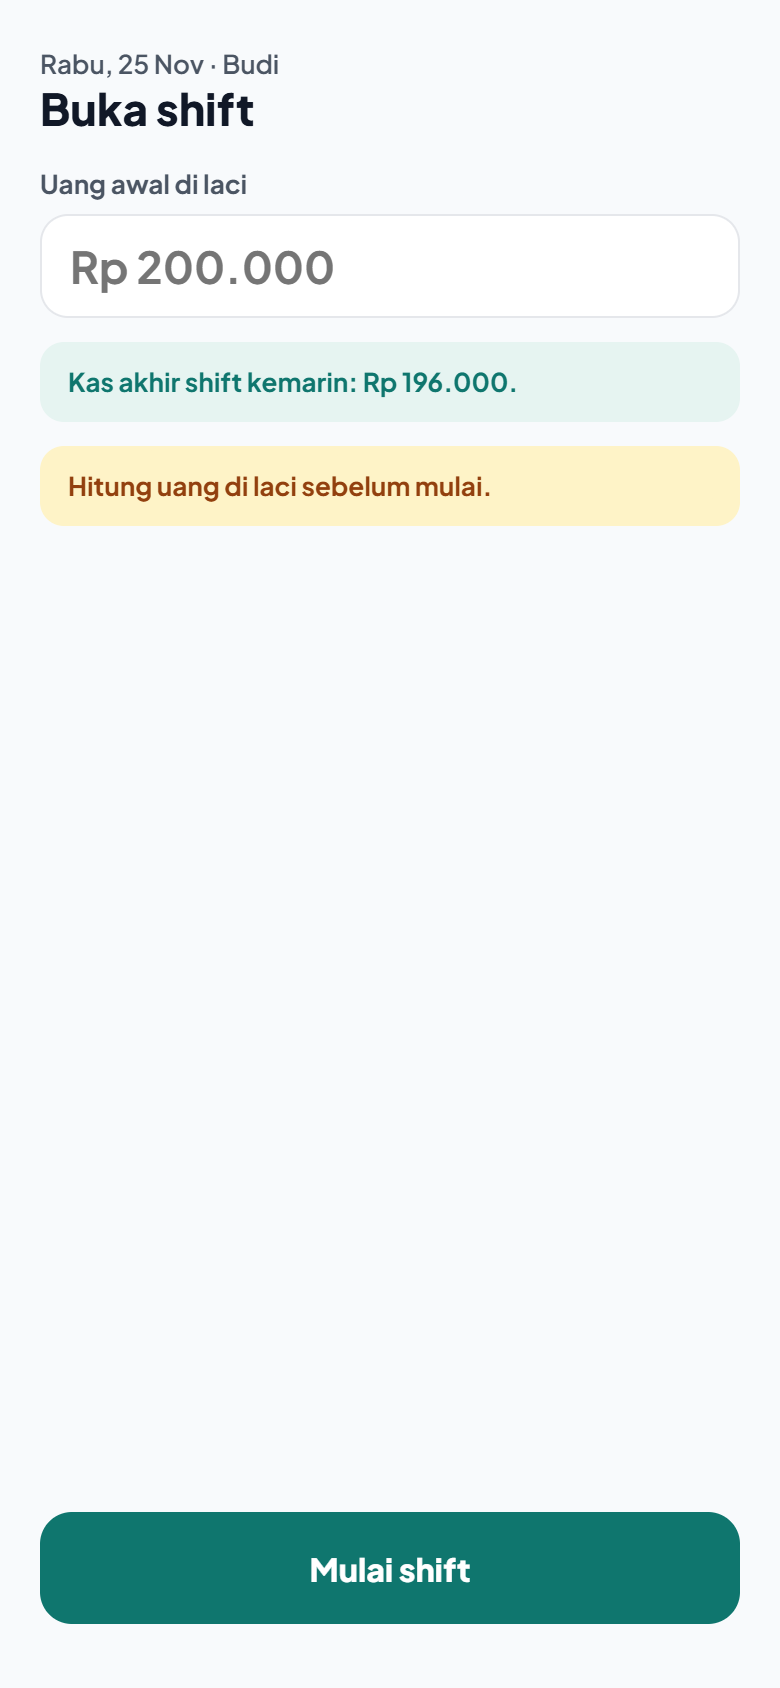 Rabu, 25 Nov · Budi
Buka shift
Uang awal di laci
Rp 200.000
Kas akhir shift kemarin: Rp 196.000.
Hitung uang di laci sebelum mulai.
Mulai shift